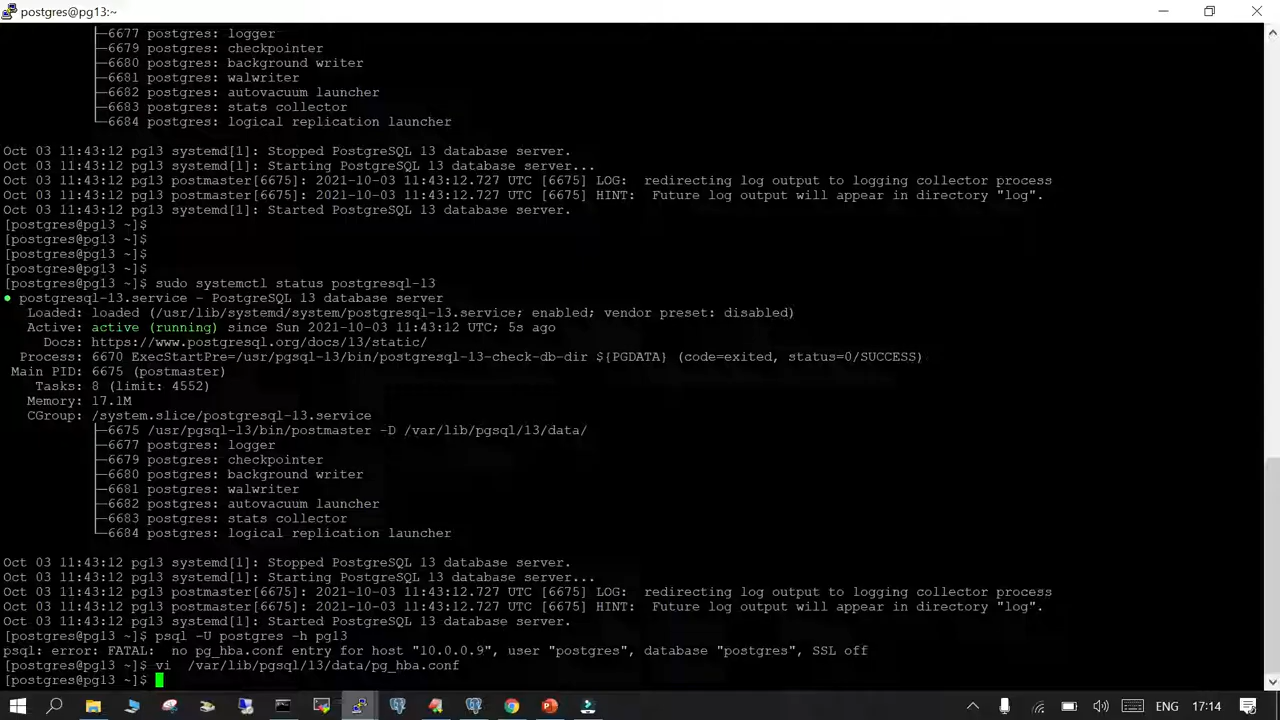 postgres@pg13:~
├─6677 postgres: logger
├─6679 postgres: checkpointer
├─6680 postgres: background writer
├─6681 postgres: walwriter
├─6682 postgres: autovacuum launcher
├─6683 postgres: stats collector
└─6684 postgres: logical replication launcher
Oct 03 11:43:12 pg13 systemd[1]: Stopped PostgreSQL 13 database server.
Oct 03 11:43:12 pg13 systemd[1]: Starting PostgreSQL 13 database server...
Oct 03 11:43:12 pg13 postmaster[6675]: 2021-10-03 11:43:12.727 UTC [6675] LOG:  redirecting log output to logging collector process
Oct 03 11:43:12 pg13 postmaster[6675]: 2021-10-03 11:43:12.727 UTC [6675] HINT:  Future log output will appear in directory "log".
Oct 03 11:43:12 pg13 systemd[1]: Started PostgreSQL 13 database server.
[postgres@pg13 ~]$
[postgres@pg13 ~]$
[postgres@pg13 ~]$
[postgres@pg13 ~]$
[postgres@pg13 ~]$ sudo systemctl status postgresql-13
● postgresql-13.service - PostgreSQL 13 database server
Loaded: loaded (/usr/lib/systemd/system/postgresql-13.service; enabled; vendor preset: disabled)
Active: active (running) since Sun 2021-10-03 11:43:12 UTC; 5s ago
Docs: https://www.postgresql.org/docs/13/static/
Process: 6670 ExecStartPre=/usr/pgsql-13/bin/postgresql-13-check-db-dir ${PGDATA} (code=exited, status=0/SUCCESS)
Main PID: 6675 (postmaster)
Tasks: 8 (limit: 4552)
Memory: 17.1M
CGroup: /system.slice/postgresql-13.service
├─6675 /usr/pgsql-13/bin/postmaster -D /var/lib/pgsql/13/data/
├─6677 postgres: logger
├─6679 postgres: checkpointer
├─6680 postgres: background writer
├─6681 postgres: walwriter
├─6682 postgres: autovacuum launcher
├─6683 postgres: stats collector
└─6684 postgres: logical replication launcher
Oct 03 11:43:12 pg13 systemd[1]: Stopped PostgreSQL 13 database server.
Oct 03 11:43:12 pg13 systemd[1]: Starting PostgreSQL 13 database server...
Oct 03 11:43:12 pg13 postmaster[6675]: 2021-10-03 11:43:12.727 UTC [6675] LOG:  redirecting log output to logging collector process
Oct 03 11:43:12 pg13 postmaster[6675]: 2021-10-03 11:43:12.727 UTC [6675] HINT:  Future log output will appear in directory "log".
Oct 03 11:43:12 pg13 systemd[1]: Started PostgreSQL 13 database server.
[postgres@pg13 ~]$ psql -U postgres -h pg13
psql: error: FATAL:  no pg_hba.conf entry for host "10.0.0.9", user "postgres", database "postgres", SSL off
[postgres@pg13 ~]$ vi  /var/lib/pgsql/13/data/pg_hba.conf
[postgres@pg13 ~]$
ENG 17:14